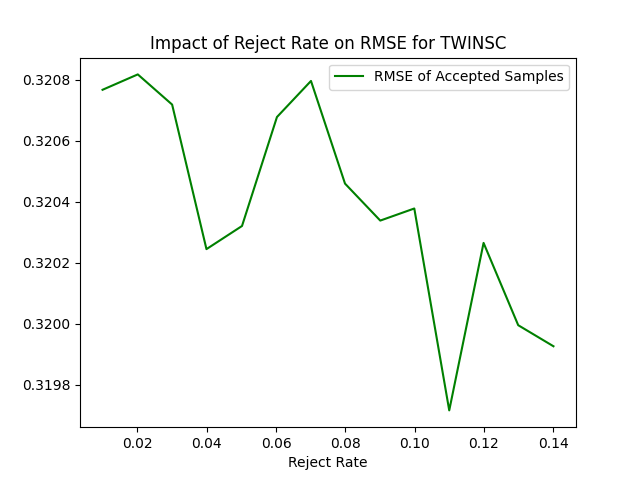 Impact of Reject Rate on RMSE for TWINSC
RMSE of Accepted Samples
0.3208
0.3206
0.3204
0.3202
0.3200
0.3198
0.02 0.04 0.06 0.08 0.10 0.12 0.14
Reject Rate